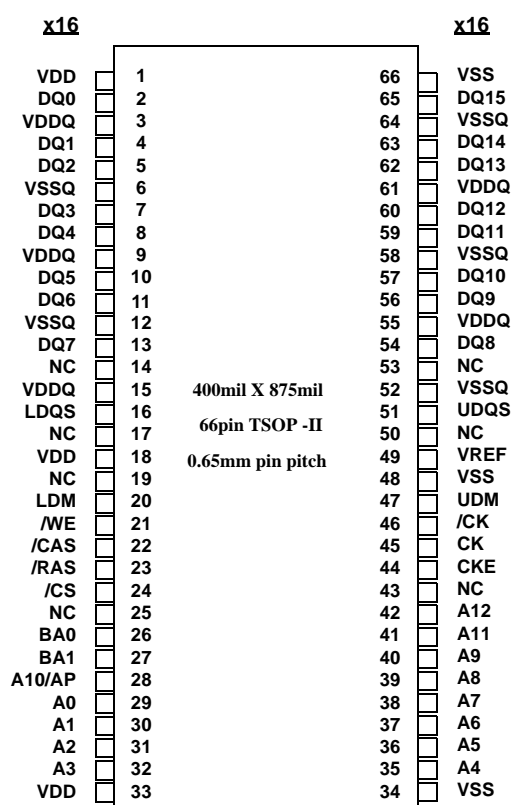 x16 x16
VDD 1 66 VSS
DQ0 2 65 DQ15
VDDQ 3 64 VSSQ
DQ1 4 63 DQ14
DQ2 5 62 DQ13
VSSQ 6 61 VDDQ
DQ3 7 60 DQ12
DQ4 8 59 DQ11
VDDQ 9 58 VSSQ
DQ5 10 57 DQ10
DQ6 11 56 DQ9
VSSQ 12 55 VDDQ
DQ7 13 54 DQ8
NC 14 53 NC
VDDQ 15 400mil X 875mil 52 VSSQ
LDQS 16 51 UDQS
NC 17 66pin TSOP -II 50 NC
VDD 18 49 VREF
NC 19 0.65mm pin pitch 48 VSS
LDM 20 47 UDM
/WE 21 46 /CK
/CAS 22 45 CK
/RAS 23 44 CKE
/CS 24 43 NC
NC 25 42 A12
BA0 26 41 A11
BA1 27 40 A9
A10/AP 28 39 A8
A0 29 38 A7
A1 30 37 A6
A2 31 36 A5
A3 32 35 A4
VDD 33 34 VSS